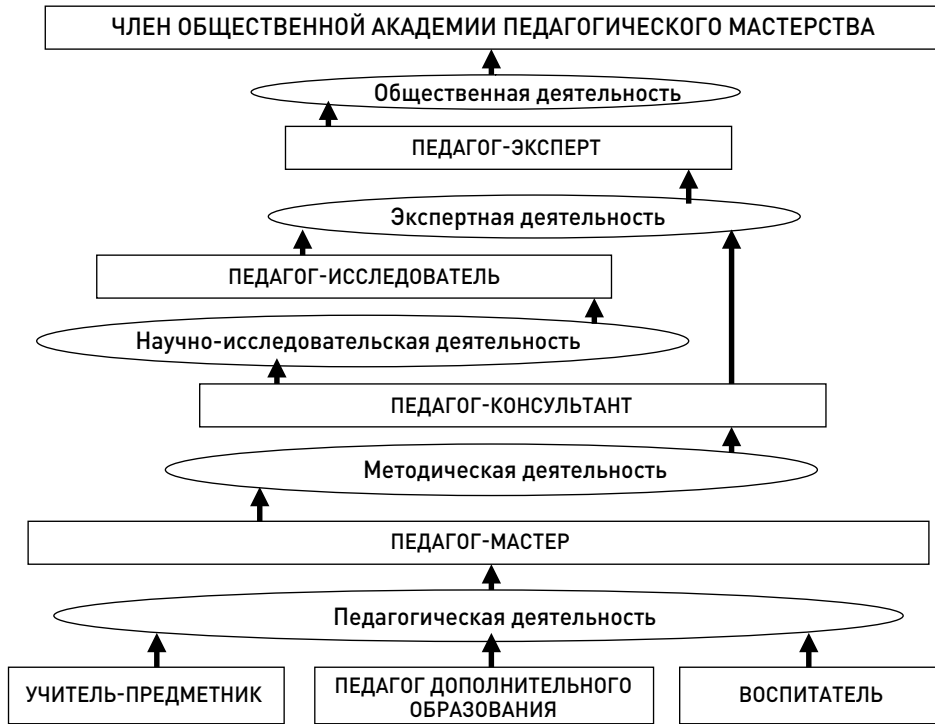 ЧЛЕН ОБЩЕСТВЕННОЙ АКАДЕМИИ ПЕДАГОГИЧЕСКОГО МАСТЕРСТВА
Общественная деятельность
ПЕДАГОГ-ЭКСПЕРТ
Экспертная деятельность
ПЕДАГОГ-ИССЛЕДОВАТЕЛЬ
Научно-исследовательская деятельность
ПЕДАГОГ-КОНСУЛЬТАНТ
Методическая деятельность
ПЕДАГОГ-МАСТЕР
Педагогическая деятельность
УЧИТЕЛЬ-ПРЕДМЕТНИК
ПЕДАГОГ ДОПОЛНИТЕЛЬНОГО
ОБРАЗОВАНИЯ
ВОСПИТАТЕЛЬ